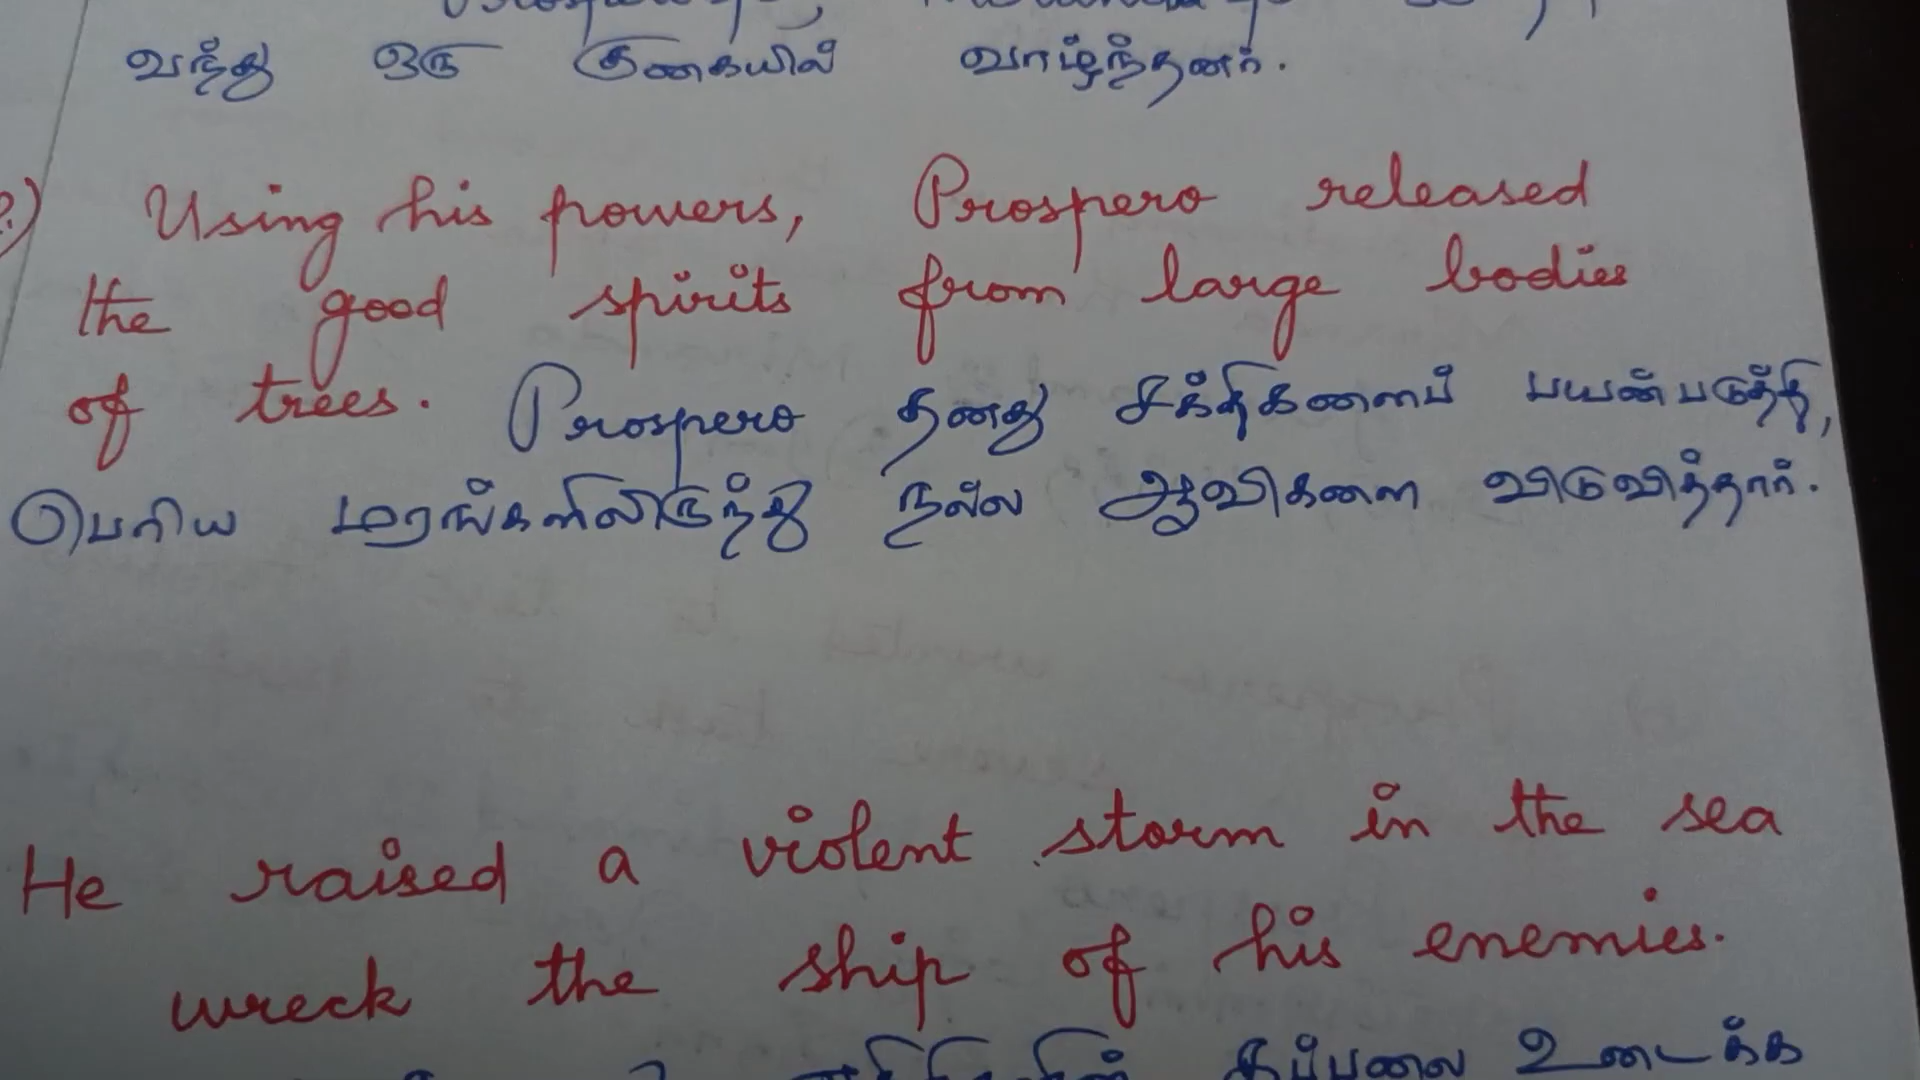 வந்து ஒரு குகையில் வாழ்ந்தனர்.
Using his powers, Prospero released
the good spirits from large bodies
of trees. Prospero தனது சக்திகளைப் பயன்படுத்தி,
பெரிய மரங்களிலிருந்து நல்ல ஆவிகளை விடுவித்தார்.
He raised a violent storm in the sea
wreck the ship of his enemies.
கப்பலை உடைக்க